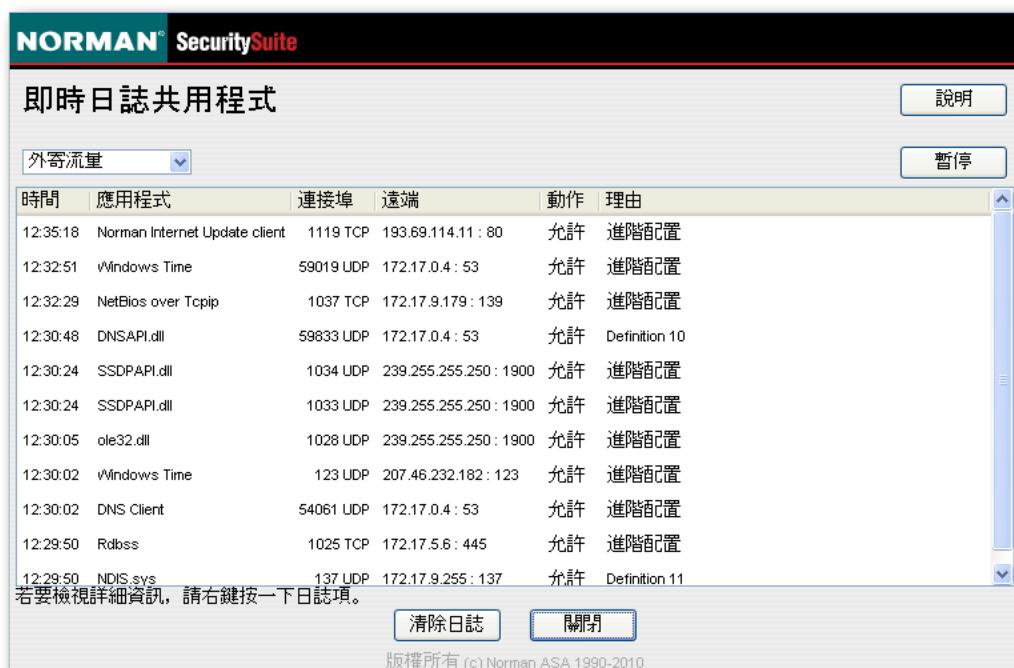 NORMAN® SecuritySuite
即時日誌共用程式
說明
外寄流量
暫停
時間 應用程式 連接埠 遠端 動作 理由
12:35:18 Norman Internet Update client 1119 TCP 193.69.114.11 : 80 允許 進階配置
12:32:51 Windows Time 59019 UDP 172.17.0.4 : 53 允許 進階配置
12:32:29 NetBios over Tcpip 1037 TCP 172.17.9.179 : 139 允許 進階配置
12:30:48 DNSAPI.dll 59833 UDP 172.17.0.4 : 53 允許 Definition 10
12:30:24 SSDPAPI.dll 1034 UDP 239.255.255.250 : 1900 允許 進階配置
12:30:24 SSDPAPI.dll 1033 UDP 239.255.255.250 : 1900 允許 進階配置
12:30:05 ole32.dll 1028 UDP 239.255.255.250 : 1900 允許 進階配置
12:30:02 Windows Time 123 UDP 207.46.232.182 : 123 允許 進階配置
12:30:02 DNS Client 54061 UDP 172.17.0.4 : 53 允許 進階配置
12:29:50 Rdbss 1025 TCP 172.17.5.6 : 445 允許 進階配置
12:29:50 NDIS.sys 137 UDP 172.17.9.255 : 137 允許 Definition 11
若要檢視詳細資訊，請右鍵按一下日誌項。
清除日誌 關閉
版權所有 (c) Norman ASA 1990-2010